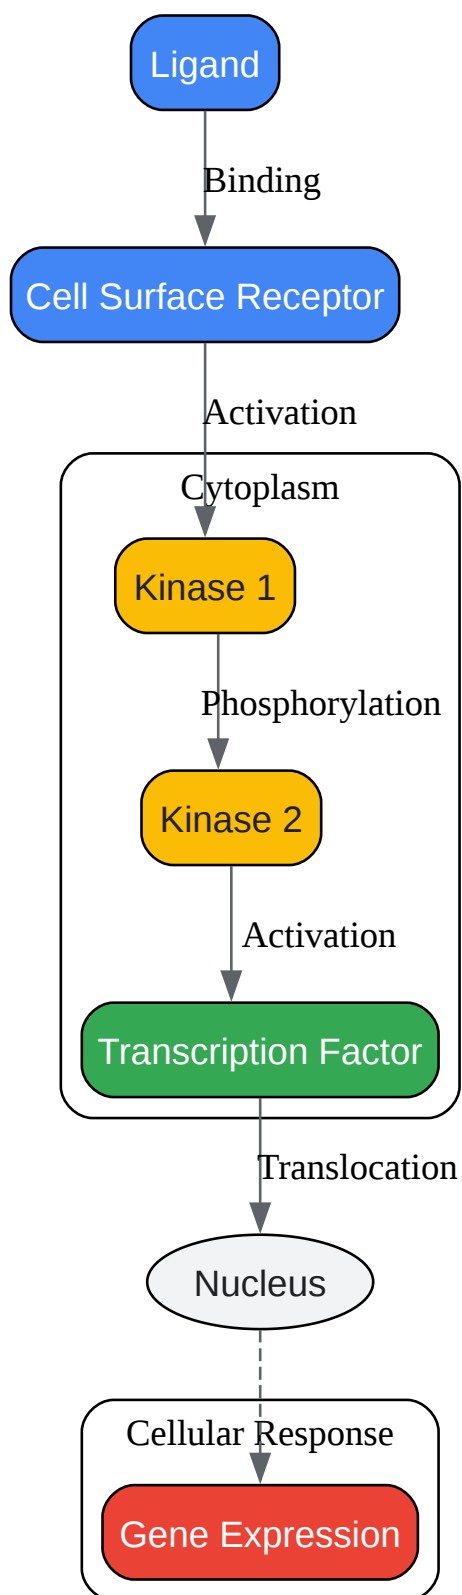 Ligand
Binding
Cell Surface Receptor
Activation
Cytoplasm
Kinase 1
Phosphorylation
Kinase 2
Activation
Transcription Factor
Translocation
Nucleus
Cellular Response
Gene Expression